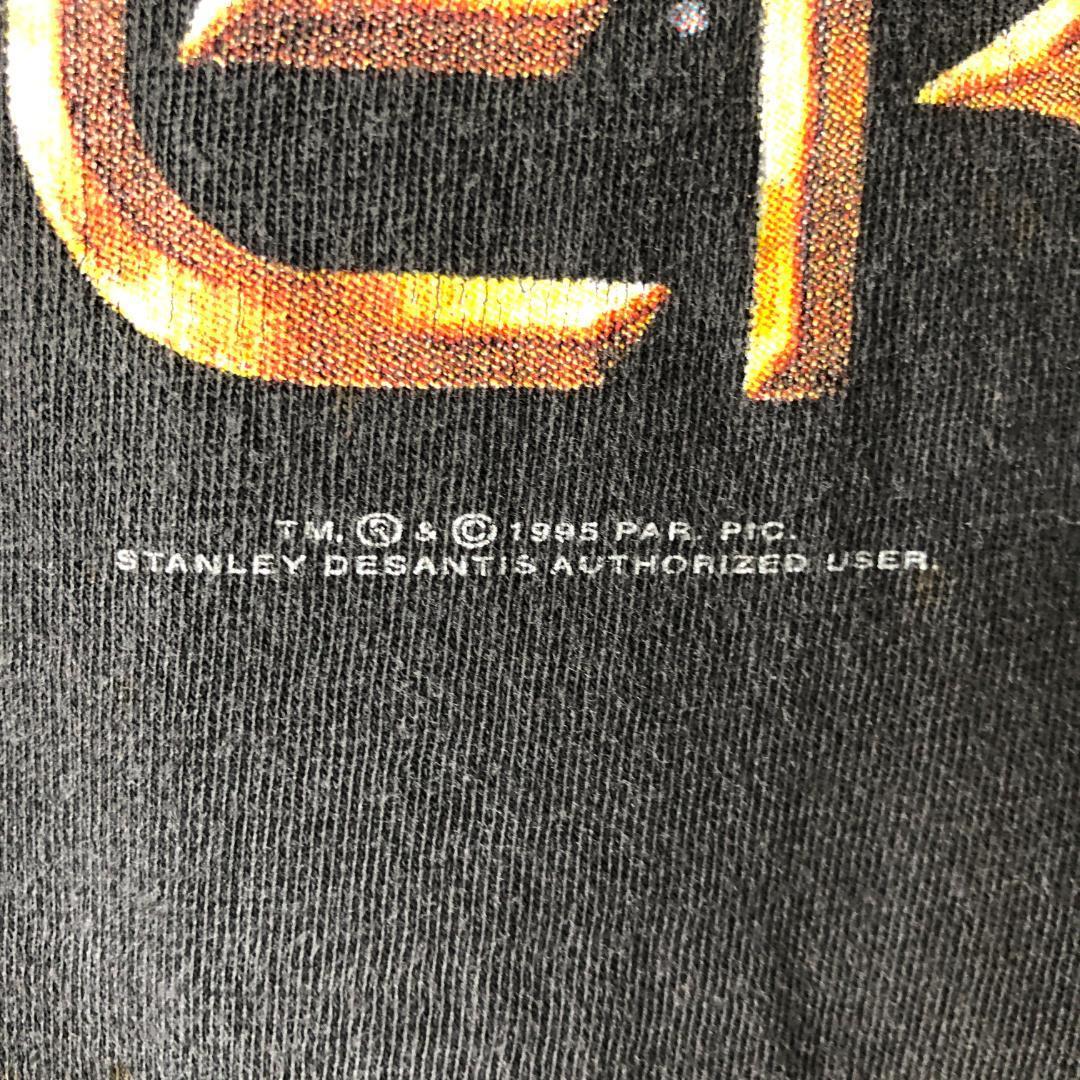 TM, ® & © 1995 PAR. PIC.
STANLEY DESANTIS AUTHORIZED USER.